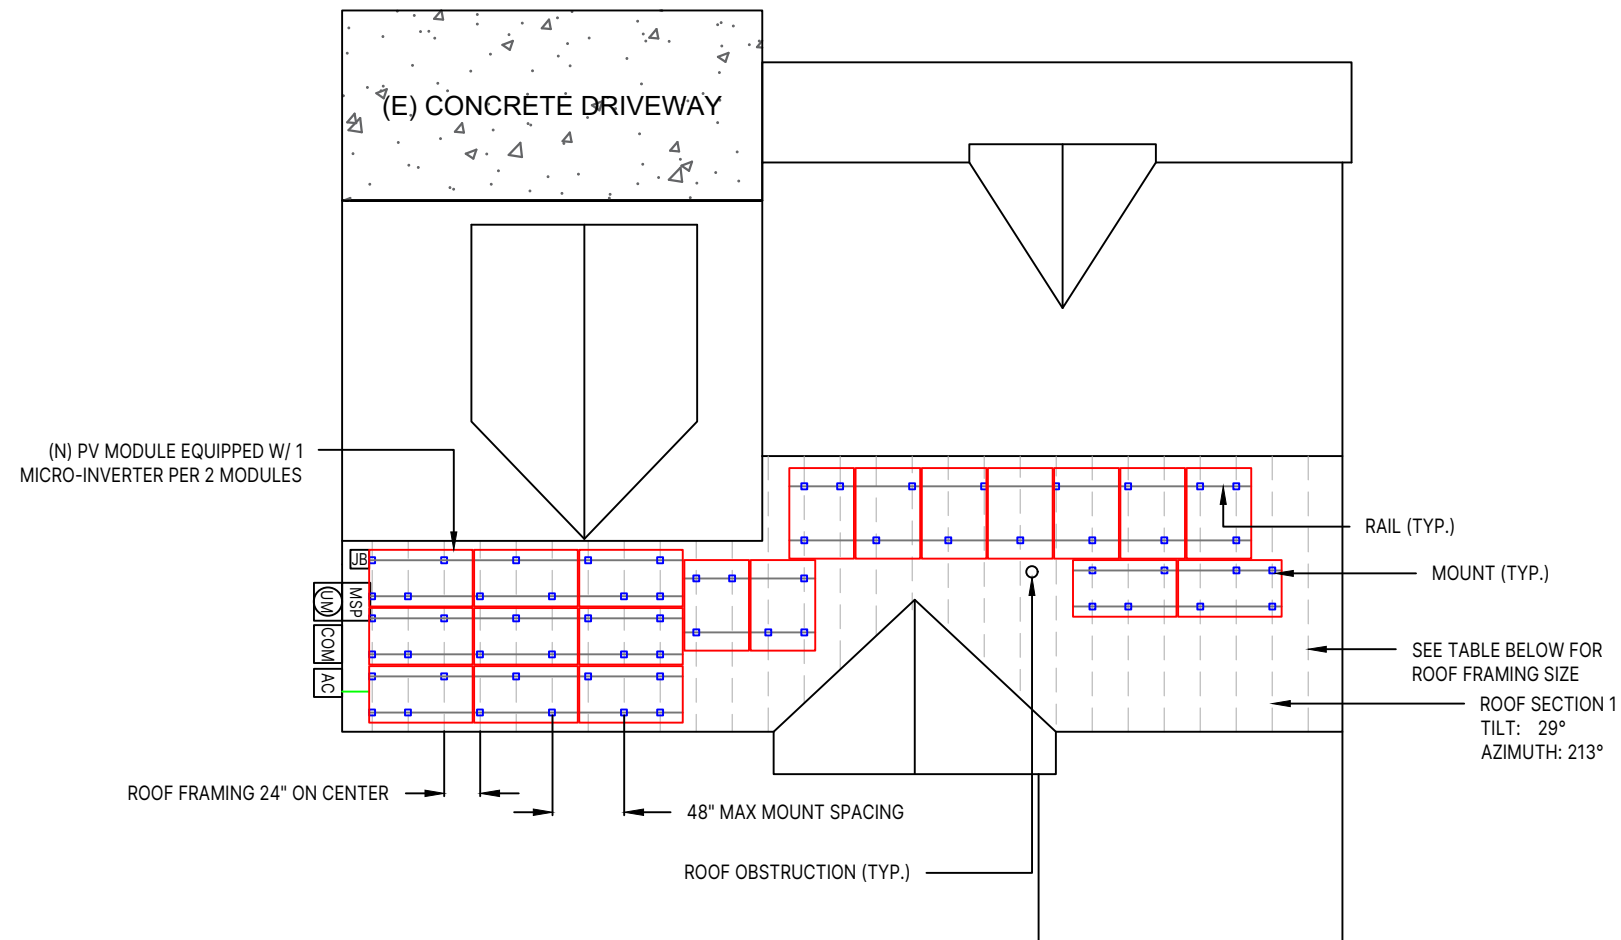 (E) CONCRETE DRIVEWAY
(N) PV MODULE EQUIPPED W/ 1
MICRO-INVERTER PER 2 MODULES
JB
MSP
UM
COM
AC
RAIL (TYP.)
MOUNT (TYP.)
SEE TABLE BELOW FOR
ROOF FRAMING SIZE
ROOF SECTION 1
TILT: 29°
AZIMUTH: 213°
ROOF FRAMING 24" ON CENTER
48" MAX MOUNT SPACING
ROOF OBSTRUCTION (TYP.)